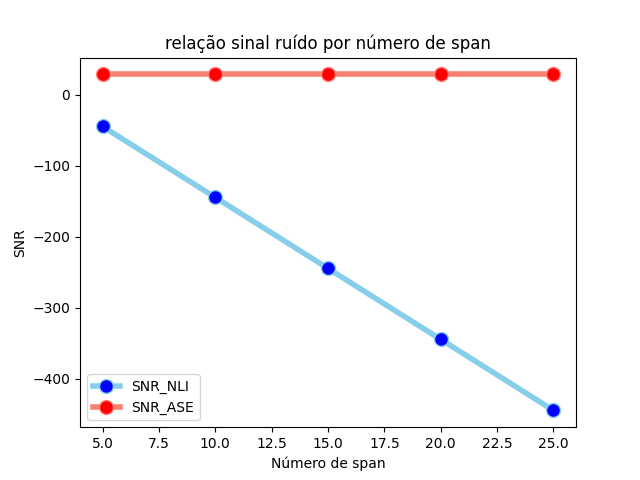 relação sinal ruído por número de span
SNR
0
−100
−200
−300
−400
SNR_NLI
SNR_ASE
5.0 7.5 10.0 12.5 15.0 17.5 20.0 22.5 25.0
Número de span